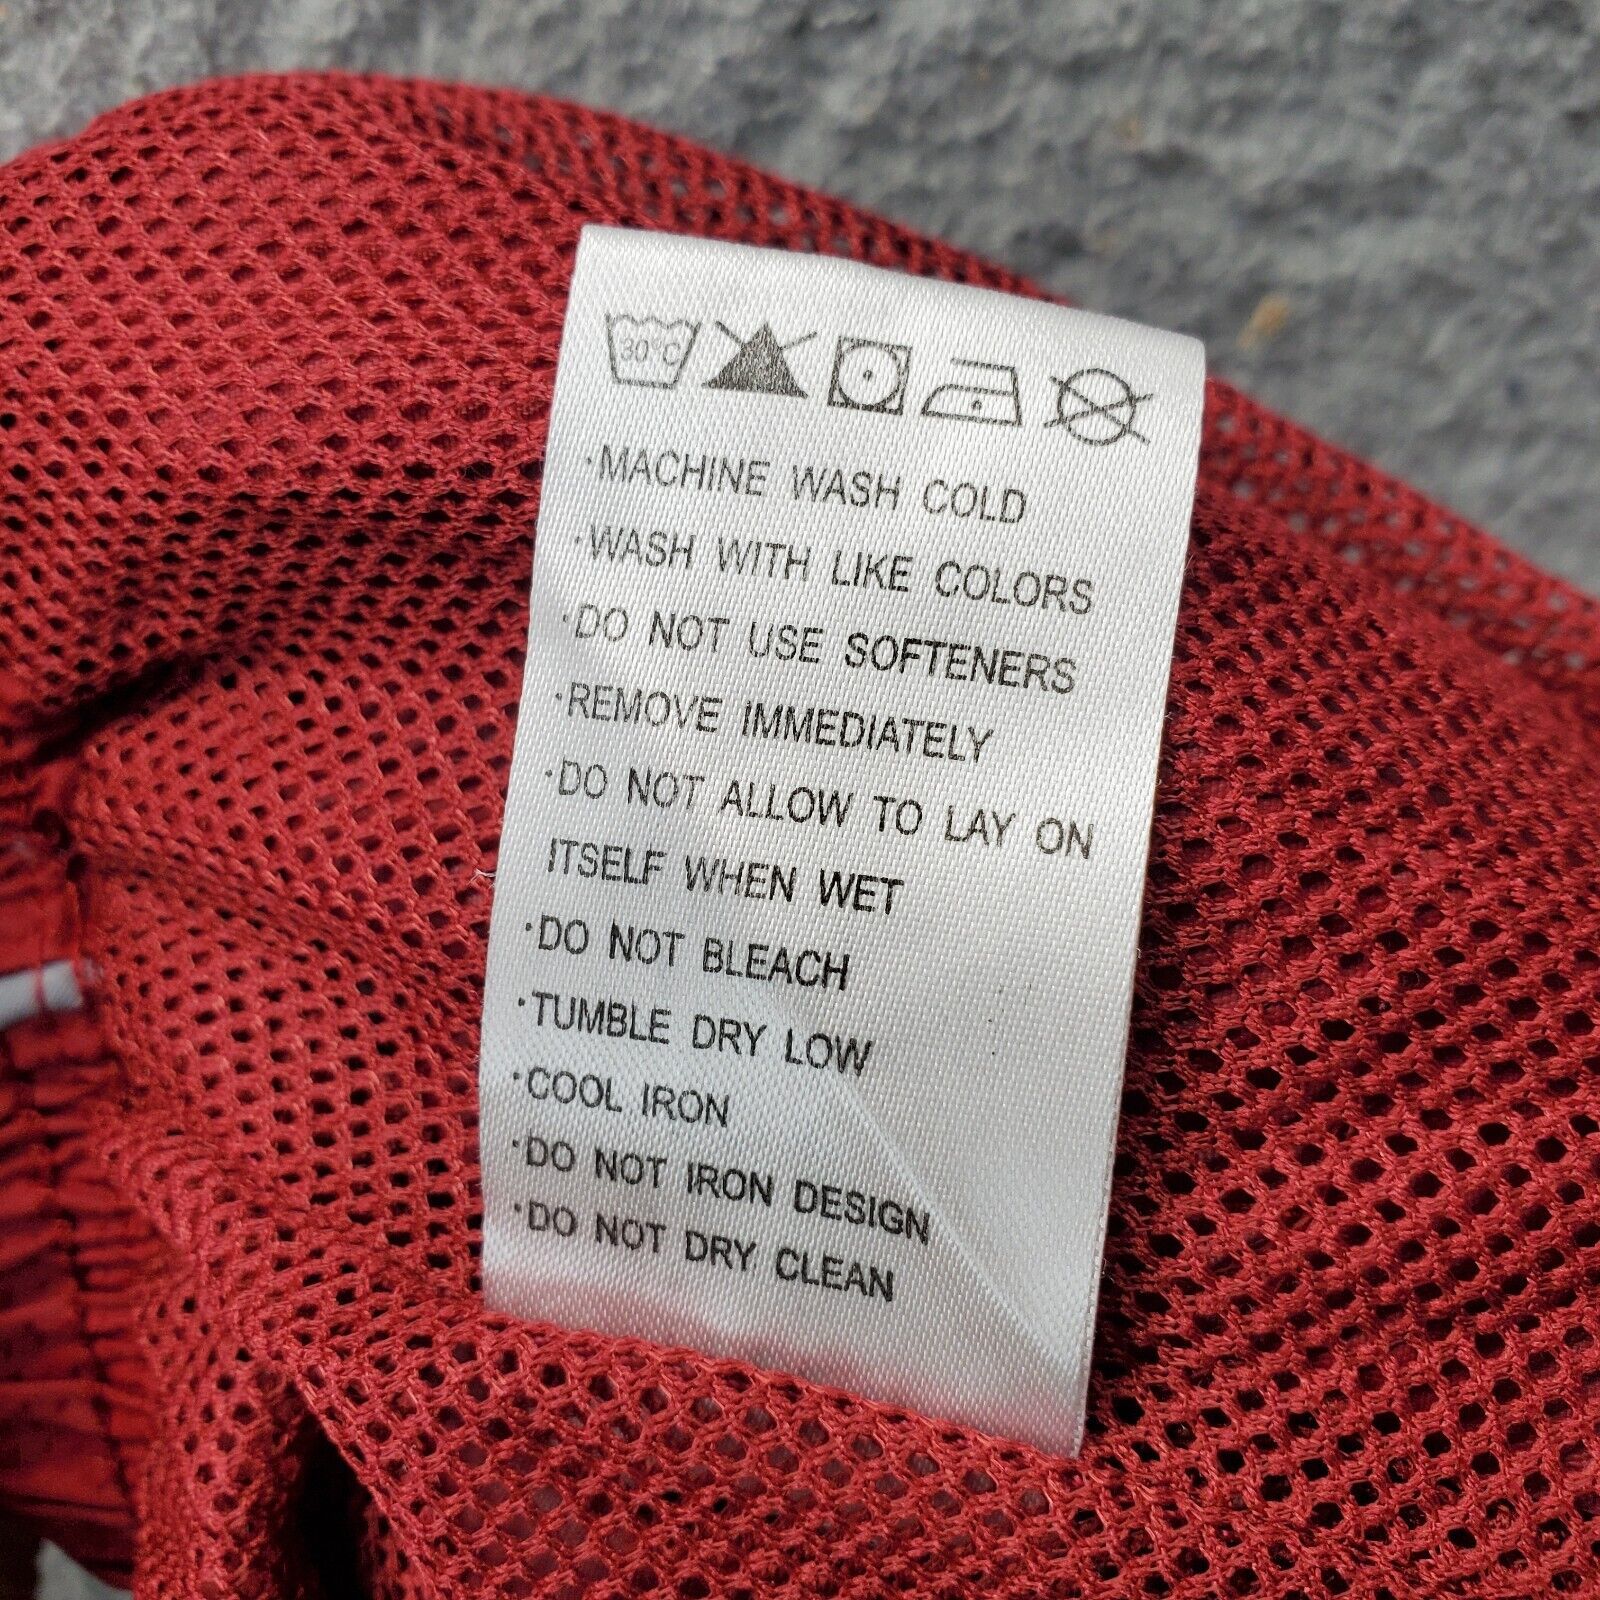 30°C
·MACHINE WASH COLD
·WASH WITH LIKE COLORS
·DO NOT USE SOFTENERS
·REMOVE IMMEDIATELY
·DO NOT ALLOW TO LAY ON
ITSELF WHEN WET
·DO NOT BLEACH
·TUMBLE DRY LOW
·COOL IRON
·DO NOT IRON DESIGN
·DO NOT DRY CLEAN